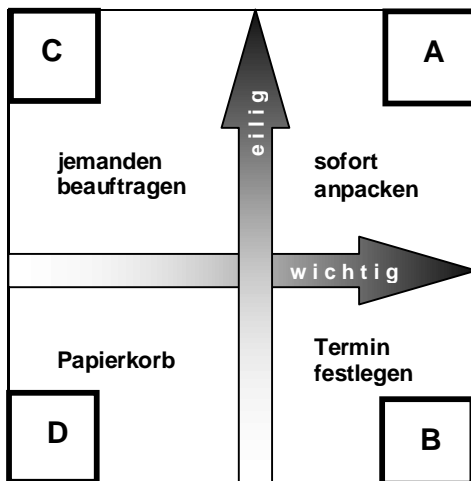 C
A
eilig
jemanden
beauftragen
sofort
anpacken
wichtig
Papierkorb
Termin
festlegen
D
B